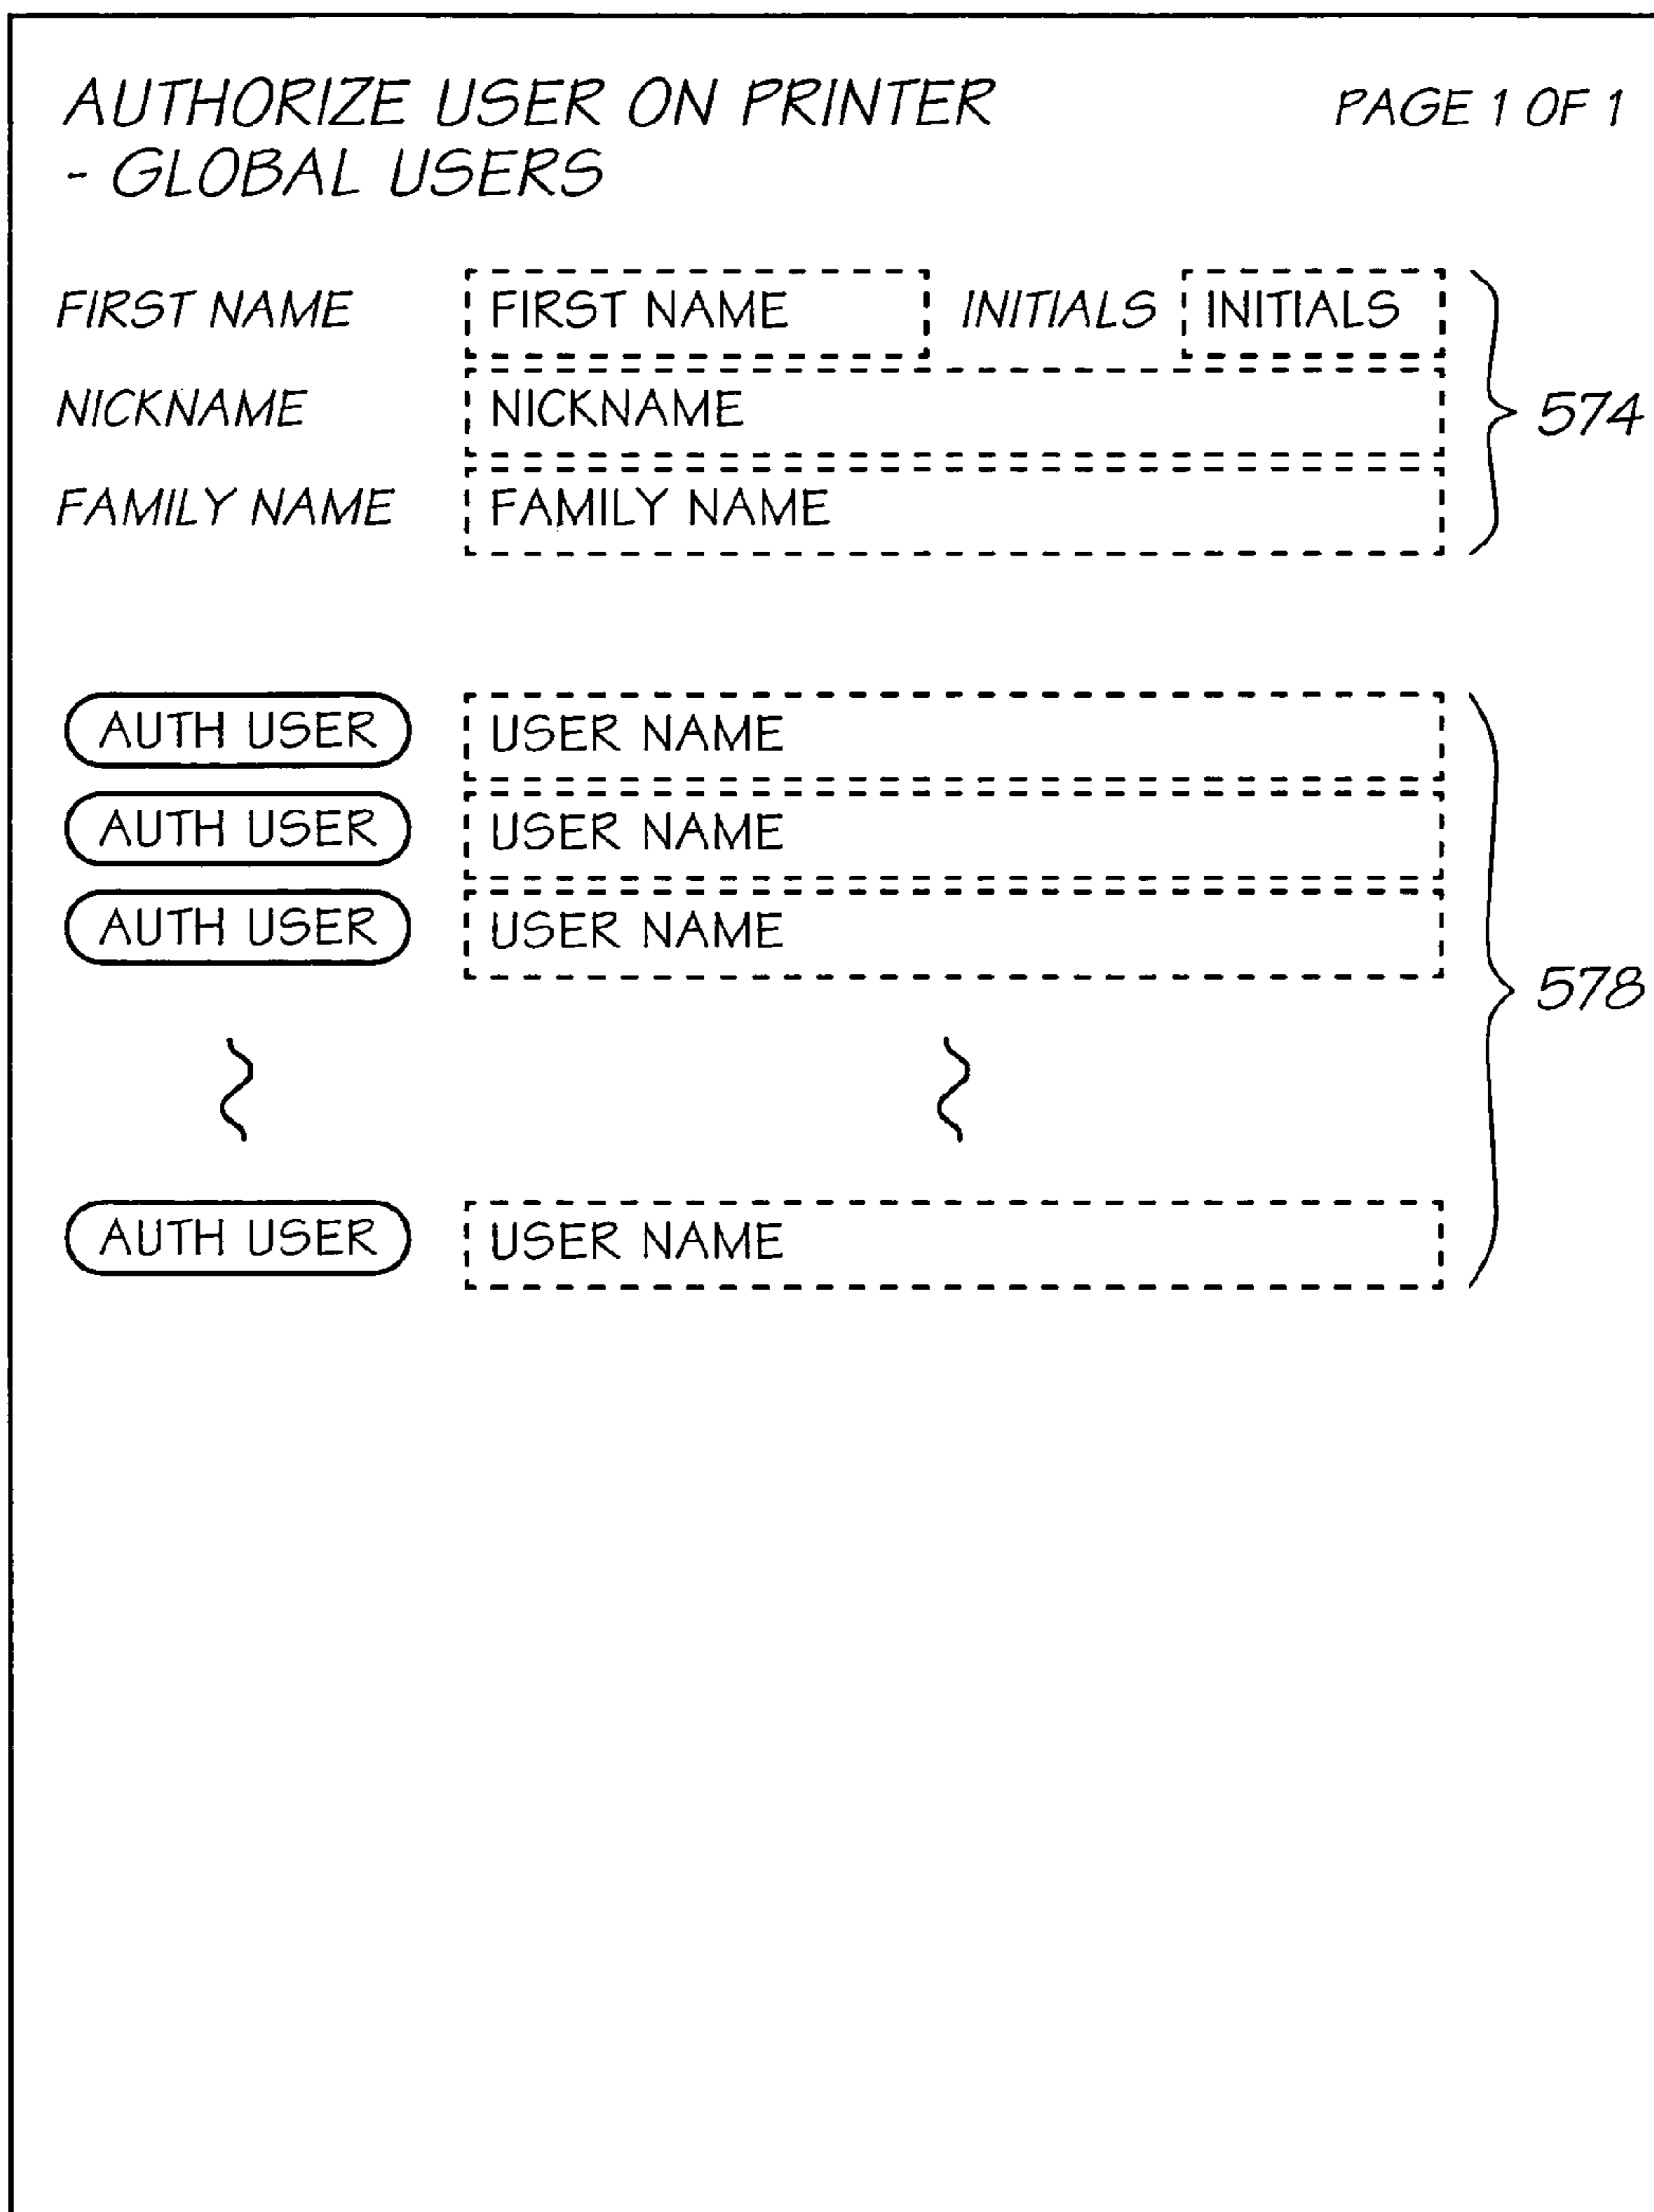 AUTHORIZE USER ON PRINTER PAGE 1 OF 1
- GLOBAL USERS
FIRST NAME FIRST NAME INITIALS INITIALS
NICKNAME NICKNAME
574
FAMILY NAME FAMILY NAME
AUTH USER USER NAME
AUTH USER USER NAME
AUTH USER USER NAME
578
AUTH USER USER NAME